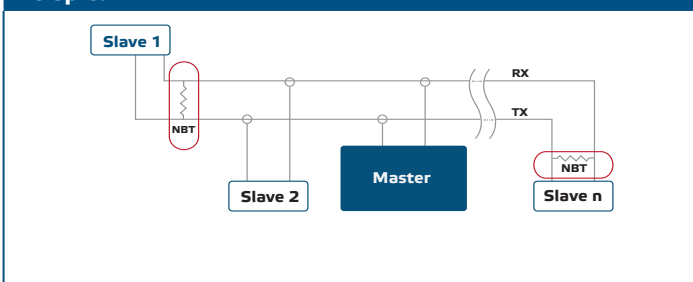 Slave 1
RX
TX
NBT
NBT
Master
Slave 2
Slave n